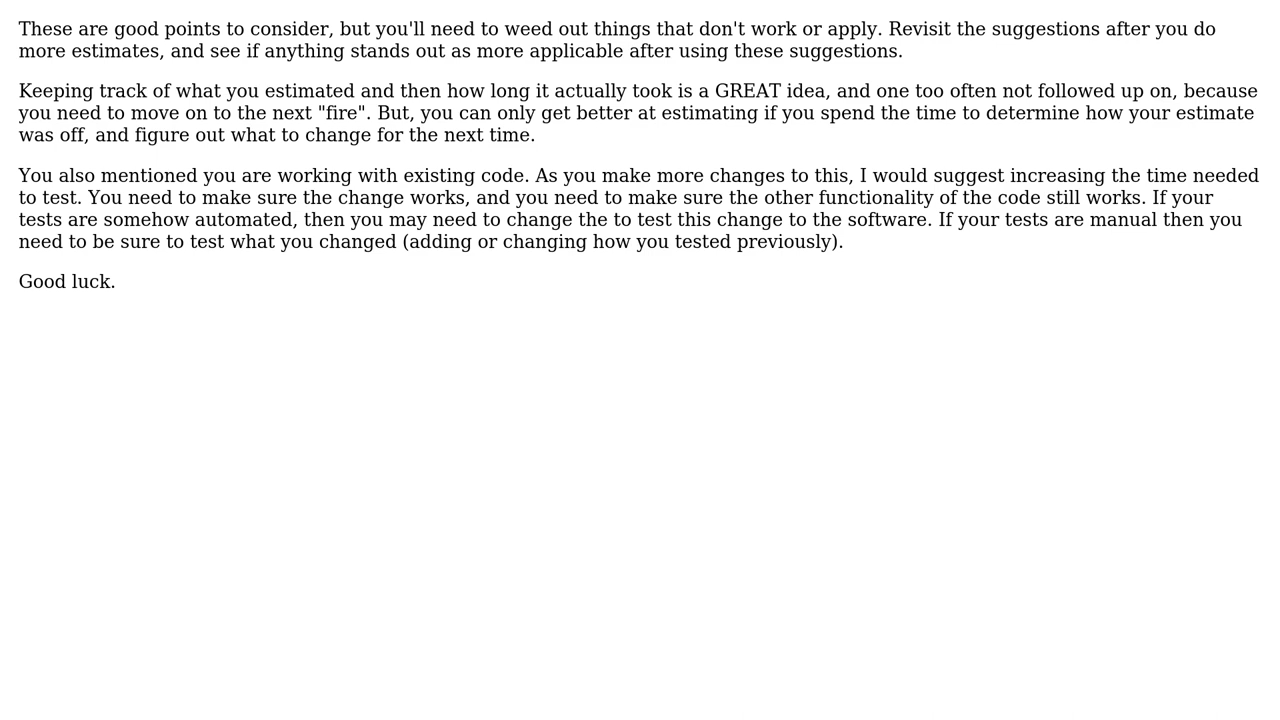 These are good points to consider, but you'll need to weed out things that don't work or apply. Revisit the suggestions after you do
more estimates, and see if anything stands out as more applicable after using these suggestions.
Keeping track of what you estimated and then how long it actually took is a GREAT idea, and one too often not followed up on, because
you need to move on to the next "fire". But, you can only get better at estimating if you spend the time to determine how your estimate
was off, and figure out what to change for the next time.
You also mentioned you are working with existing code. As you make more changes to this, I would suggest increasing the time needed
to test. You need to make sure the change works, and you need to make sure the other functionality of the code still works. If your
tests are somehow automated, then you may need to change the to test this change to the software. If your tests are manual then you
need to be sure to test what you changed (adding or changing how you tested previously).
Good luck.